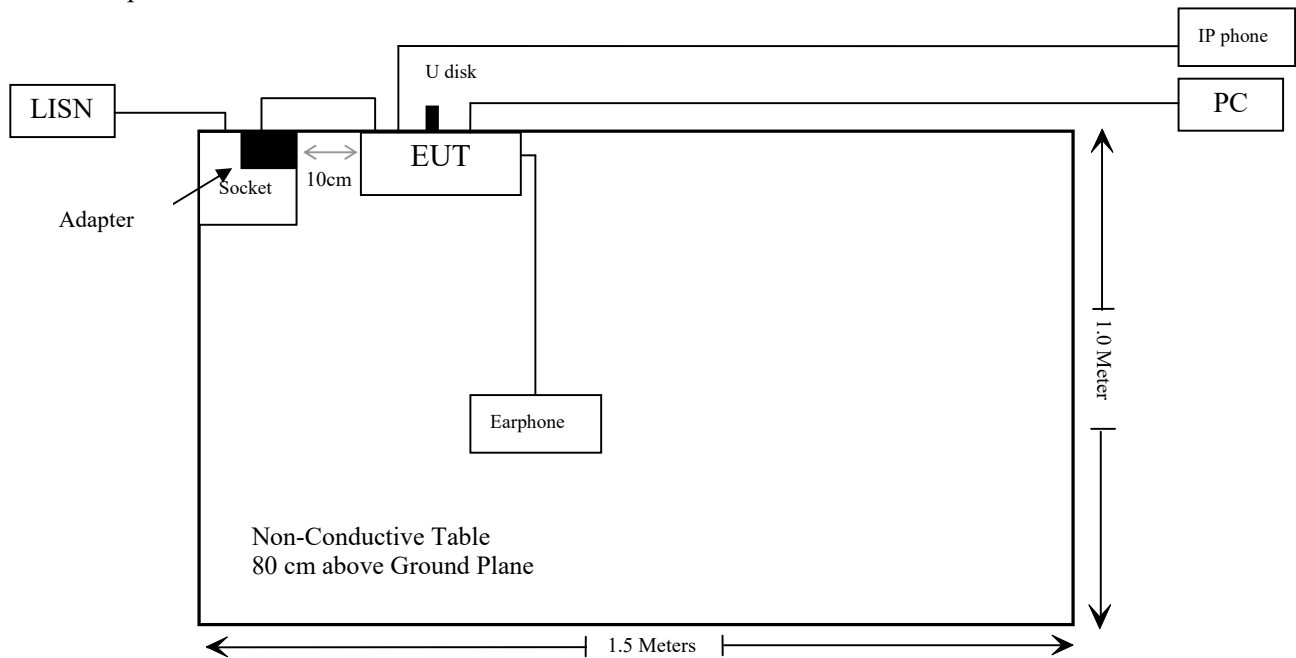 IP phone
U disk
LISN
PC
EUT
10cm
Socket
Adapter
1.0 Meter
Earphone
Non-Conductive Table
80 cm above Ground Plane
1.5 Meters